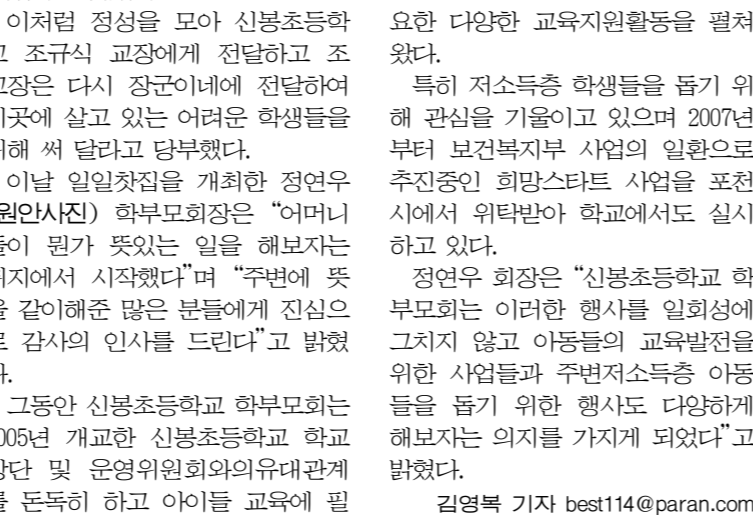 이처럼 정성을 모아 신봉초등학
교 조규식 교장에게 전달하고 조
교장은 다시 장군이네에 전달하여
이곳에 살고 있는 어려운 학생들을
위해 써 달라고 당부했다.
이날 일일찻집을 개최한 정연우
(원안사진) 학부모회장은 “어머니
들이 뭔가 뜻있는 일을 해보자는
취지에서 시작했다”며 “주변에 뜻
을 같이해준 많은 분들에게 진심으
로 감사의 인사를 드린다”고 밝혔
다.
그동안 신봉초등학교 학부모회는
2005년 개교한 신봉초등학교 학교
장단 및 운영위원회와의유대관계
를 돈독히 하고 아이들 교육에 필
요한 다양한 교육지원활동을 펼쳐
왔다.
특히 저소득층 학생들을 돕기 위
해 관심을 기울이고 있으며 2007년
부터 보건복지부 사업의 일환으로
추진중인 희망스타트 사업을 포천
시에서 위탁받아 학교에서도 실시
하고 있다.
정연우 회장은 “신봉초등학교 학
부모회는 이러한 행사를 일회성에
그치지 않고 아동들의 교육발전을
위한 사업들과 주변저소득층 아동
들을 돕기 위한 행사도 다양하게
해보자는 의지를 가지게 되었다”고
밝혔다.
김영복 기자 best114@paran.com